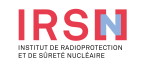 IRSN
INSTITUT DE RADIOPROTECTION
ET DE SÛRETÉ NUCLÉAIRE